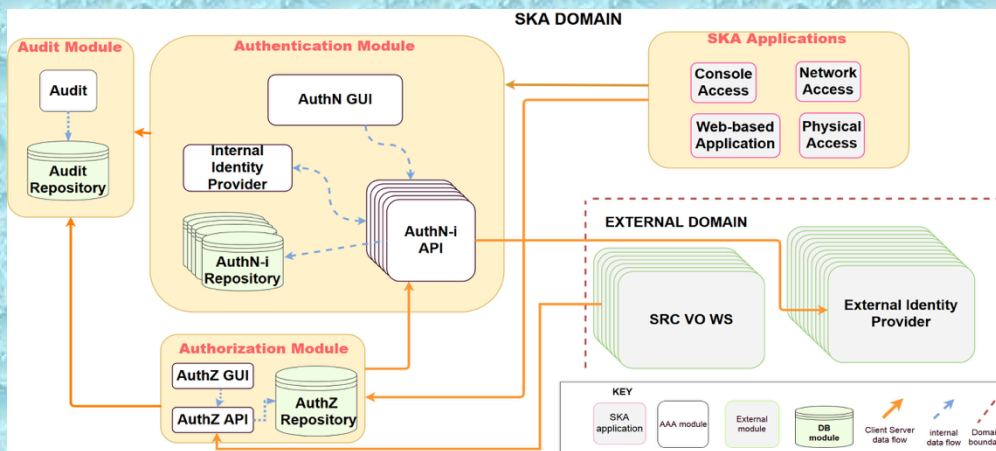 SKA DOMAIN
Audit Module
Audit
Audit
Repository
Authentication Module
AuthN GUI
Internal
Identity
Provider
AuthN-i
Repository
AuthN-i
API
SKA Applications
Console
Access
Network
Access
Web-based
Application
Physical
Access
EXTERNAL DOMAIN
SRC VO WS
External Identity
Provider
Authorization Module
AuthZ GUI
AuthZ API
AuthZ
Repository
KEY
SKA
application
AAA module
External
module
DB
module
Client Server
data flow
internal
data flow
Domain